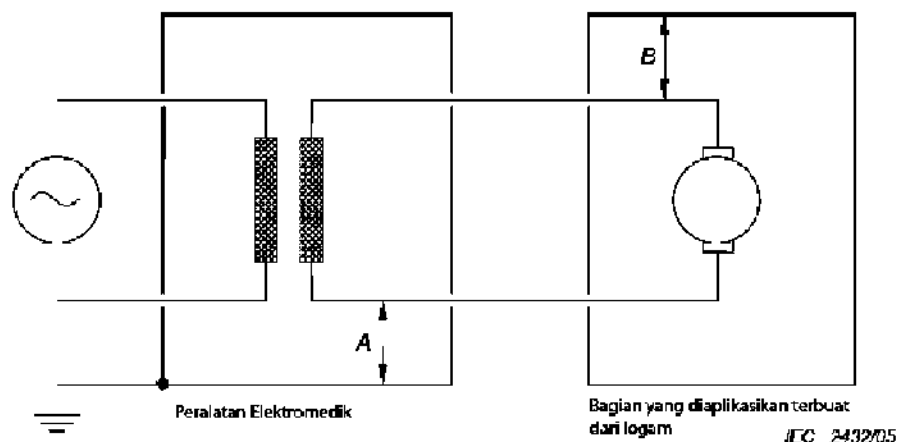 B
A
Peralatan Elektromedik
Bagian yang diaplikasikan terbuat
dari logam
IEC 2432/05